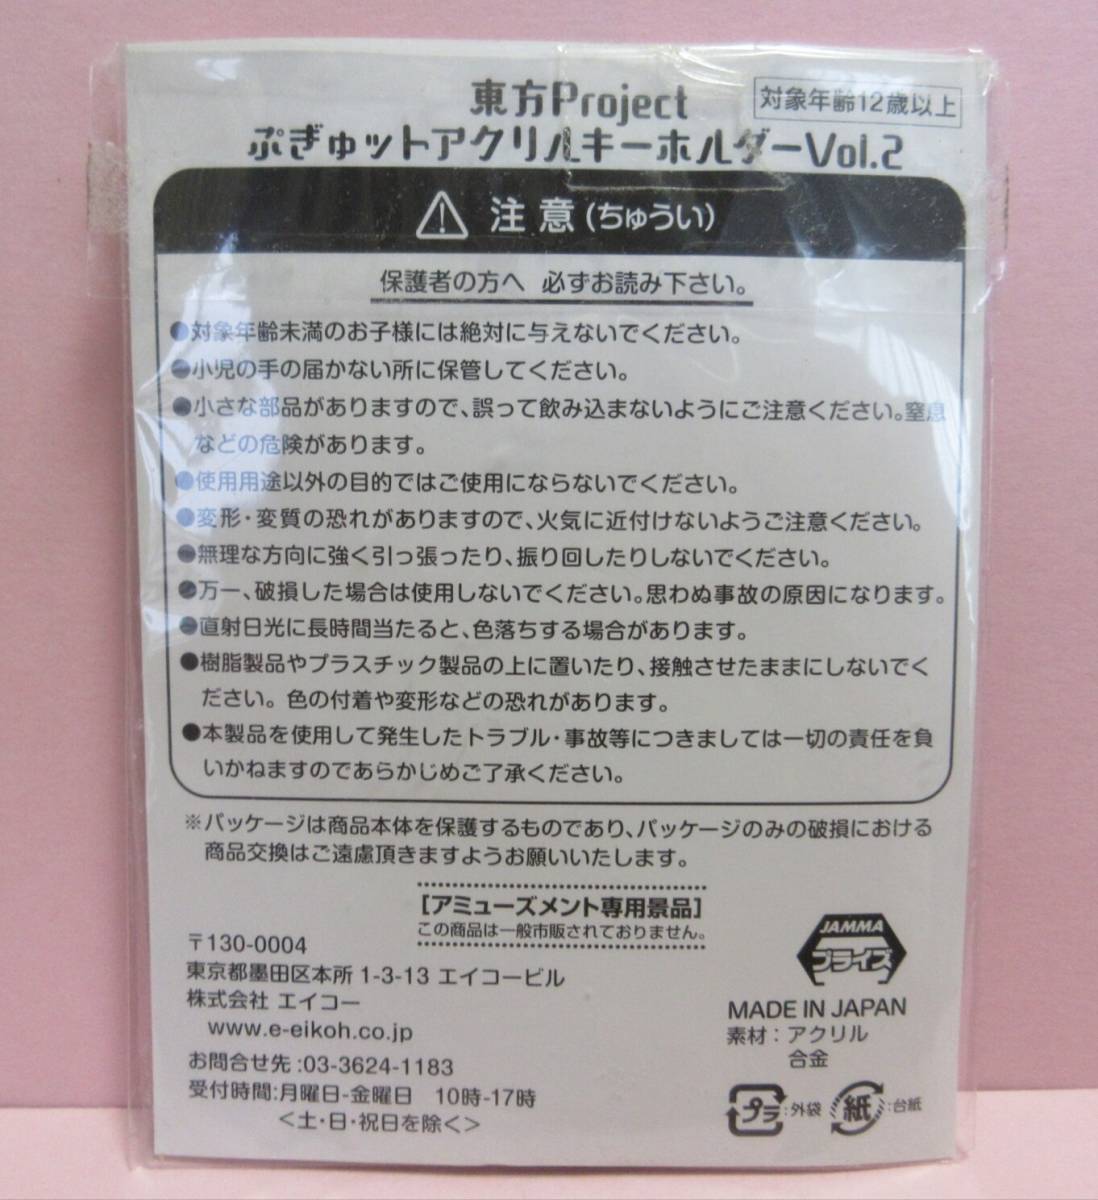 東方Project
対象年齢12歳以上
ぷぎゅットアクリルキーホルダーVol.2
注意(ちゅうい)
保護者の方へ 必ずお読み下さい。
●対象年齢未満のお子様には絶対に与えないでください。
●小児の手の届かない所に保管してください。
●小さな部品がありますので、誤って飲み込まないようにご注意ください。窒息
などの危険があります。
●使用用途以外の目的ではご使用にならないでください。
●変形・変質の恐れがありますので、火気に近付けないようご注意ください。
●無理な方向に強く引っ張ったり、振り回したりしないでください。
●万一、破損した場合は使用しないでください。思わぬ事故の原因になります。
●直射日光に長時間当たると、色落ちする場合があります。
●樹脂製品やプラスチック製品の上に置いたり、接触させたままにしないでく
ださい。色の付着や変形などの恐れがあります。
●本製品を使用して発生したトラブル・事故等につきましては一切の責任を負
いかねますのであらかじめご了承ください。
※パッケージは商品本体を保護するものであり、パッケージのみの破損における
商品交換はご遠慮頂きますようお願いいたします。
[アミューズメント専用景品]
この商品は一般市販されておりません。
〒130-0004
東京都墨田区本所1-3-13 エイコービル
株式会社 エイコー
www.e-eikoh.co.jp
お問合せ先:03-3624-1183
受付時間:月曜日-金曜日 10時-17時
<土・日・祝日を除く>
JAMMA
プライズ
MADE IN JAPAN
素材:アクリル
合金
プラ:外袋 紙:台紙